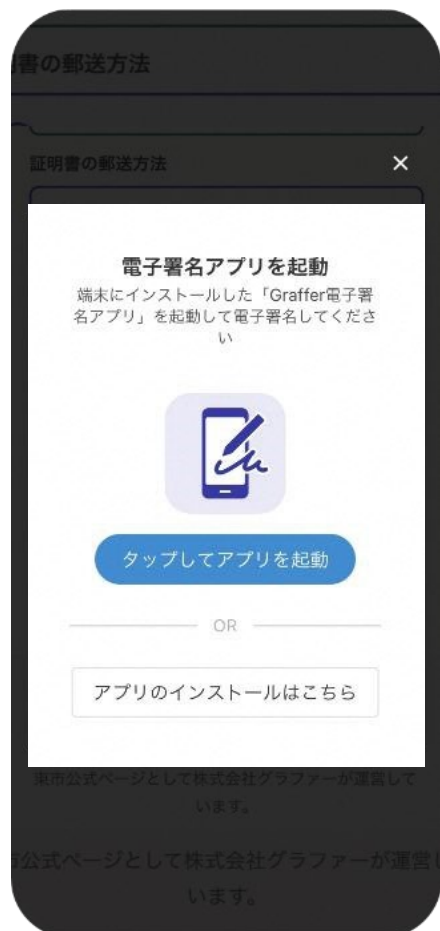 書の郵送方法
証明書の郵送方法
×
電子署名アプリを起動
端末にインストールした「Graffer電子署
名アプリ」を起動して電子署名してくださ
い
タップしてアプリを起動
OR
アプリのインストールはこちら
東市公式ページとして株式会社グラファーが運営して
います。
公式ページとして株式会社グラファーが運営
います。